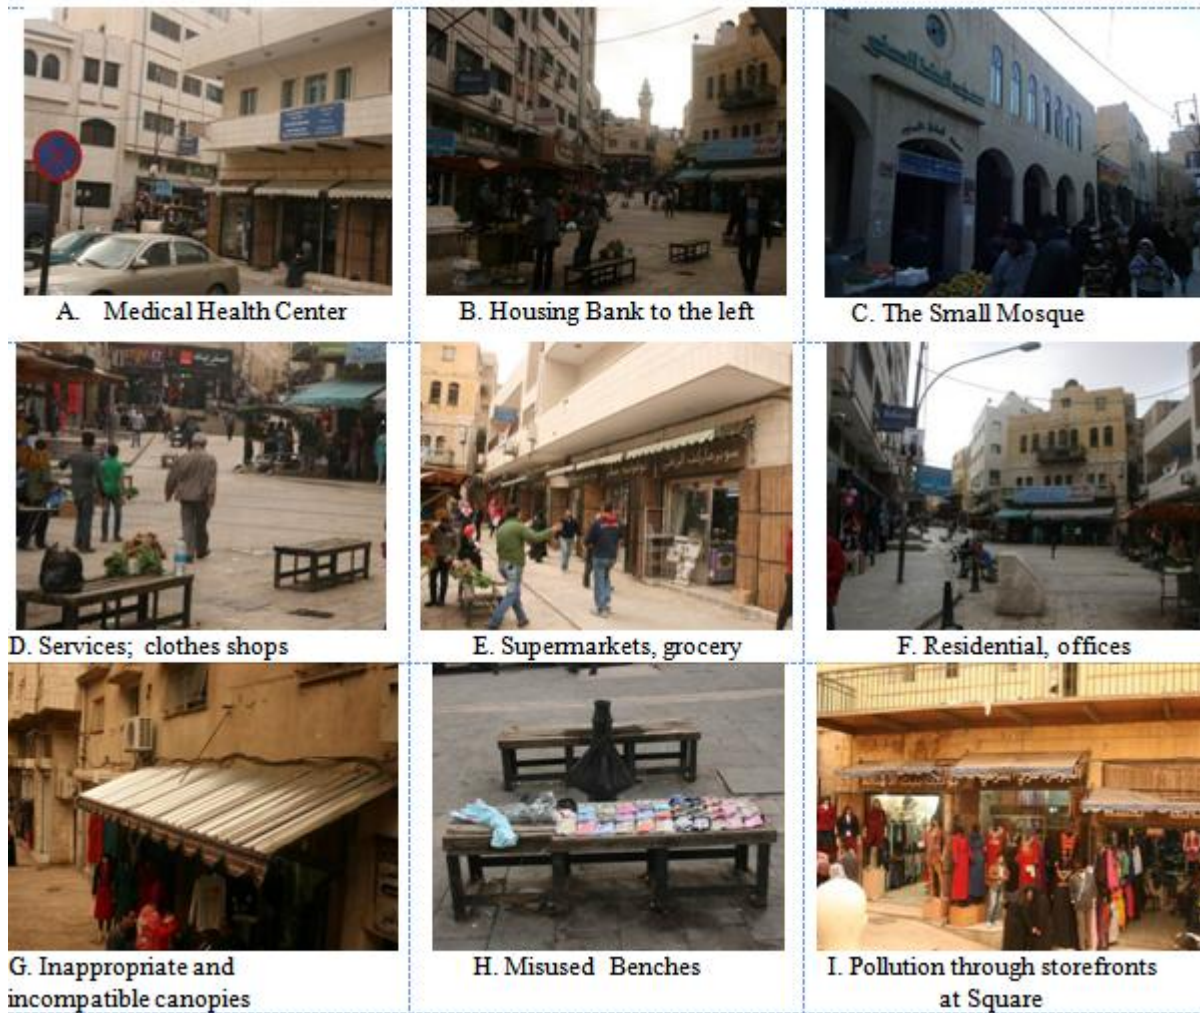 A. Medical Health Center
B. Housing Bank to the left
C. The Small Mosque
D. Services; clothes shops
E. Supermarkets, grocery
F. Residential, offices
G. Inappropriate and
incompatible canopies
H. Misused Benches
I. Pollution through storefronts
at Square